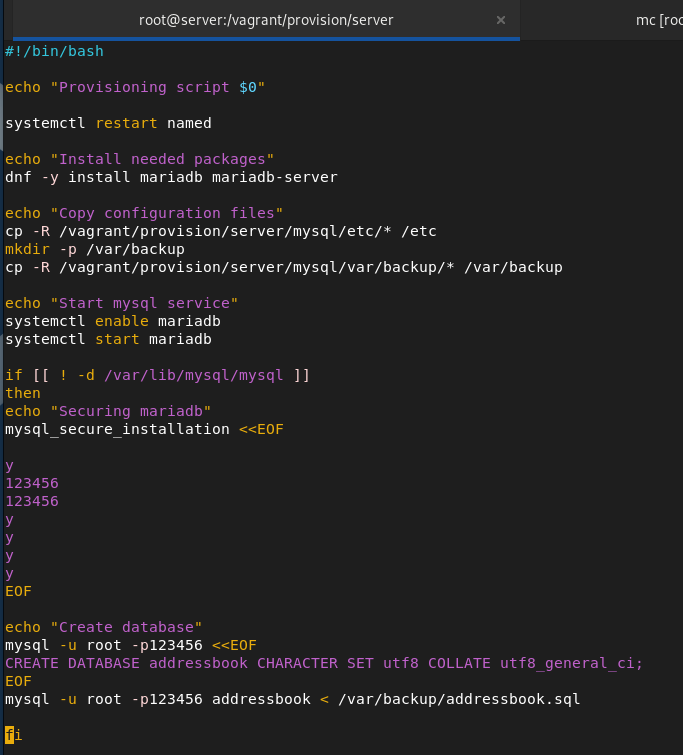 root@server:/vagrant/provision/server
mc [roo
#!/bin/bash
echo "Provisioning script $0"
systemctl restart named
echo "Install needed packages"
dnf -y install mariadb mariadb-server
echo "Copy configuration files"
cp -R /vagrant/provision/server/mysql/etc/* /etc
mkdir -p /var/backup
cp -R /vagrant/provision/server/mysql/var/backup/* /var/backup
echo "Start mysql service"
systemctl enable mariadb
systemctl start mariadb
if [[ ! -d /var/lib/mysql/mysql ]]
then
echo "Securing mariadb"
mysql_secure_installation <<EOF
y
123456
123456
y
y
y
y
EOF
echo "Create database"
mysql -u root -p123456 <<EOF
CREATE DATABASE addressbook CHARACTER SET utf8 COLLATE utf8_general_ci;
EOF
mysql -u root -p123456 addressbook < /var/backup/addressbook.sql
fi